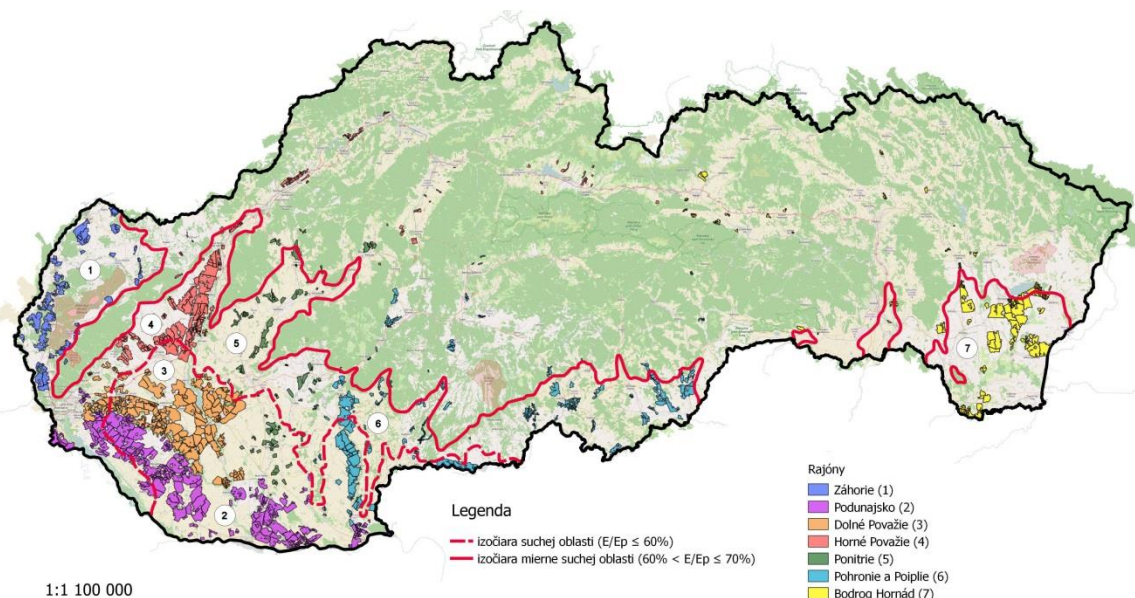 1
4
5
3
6
7
2
Legenda
izočiara suchej oblasti (E/Ep ≤ 60%)
izočiara mierne suchej oblasti (60% < E/Ep ≤ 70%)
Rajóny
Záhorie (1)
Podunajsko (2)
Dolné Považie (3)
Horné Považie (4)
Ponitrie (5)
Pohronie a Poiplie (6)
Bodrog Hornád (7)
1:1 100 000